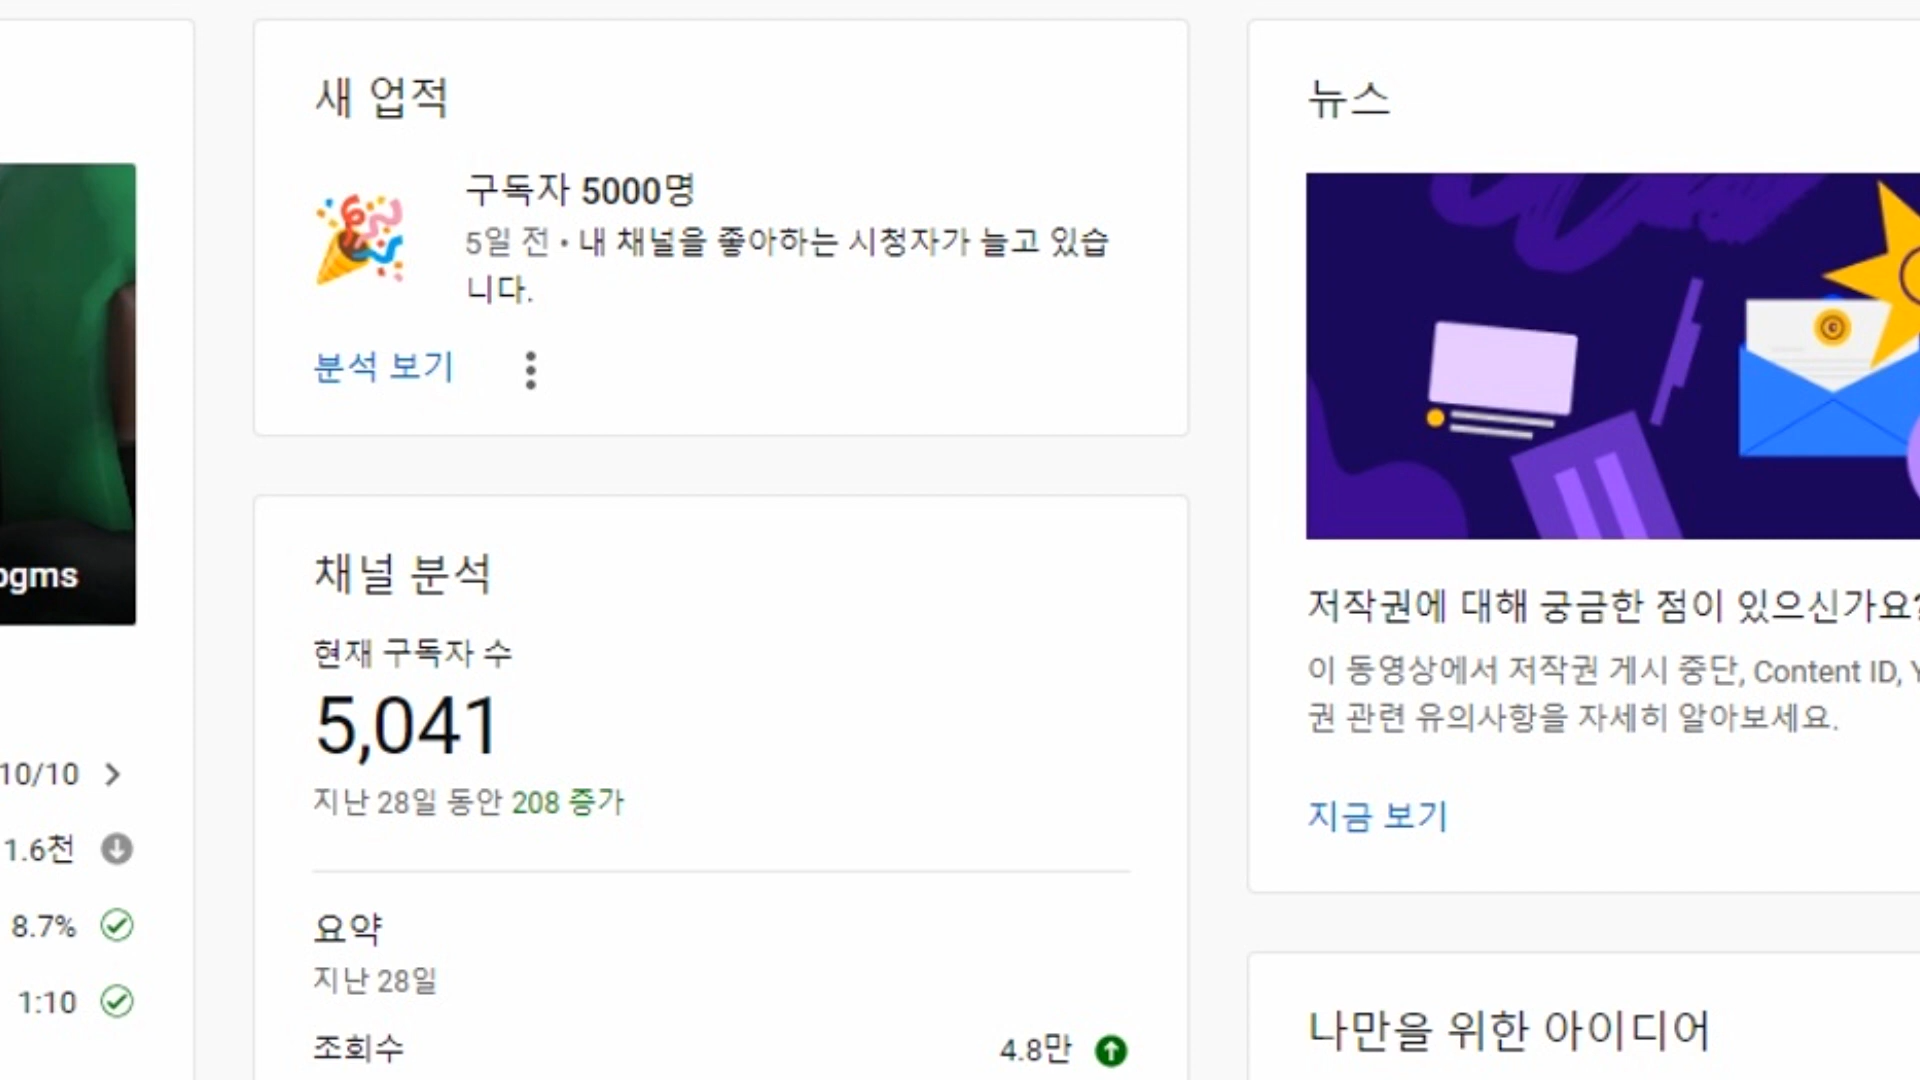 bgms
10/10
1.6천
8.7%
1:10
새 업적
구독자 5000명
5일 전 • 내 채널을 좋아하는 시청자가 늘고 있습
니다.
분석 보기
채널 분석
현재 구독자 수
5,041
지난 28일 동안 208 증가
요약
지난 28일
조회수 4.8만
뉴스
저작권에 대해 궁금한 점이 있으신가요?
이 동영상에서 저작권 게시 중단, Content ID,
권 관련 유의사항을 자세히 알아보세요.
지금 보기
나만을 위한 아이디어